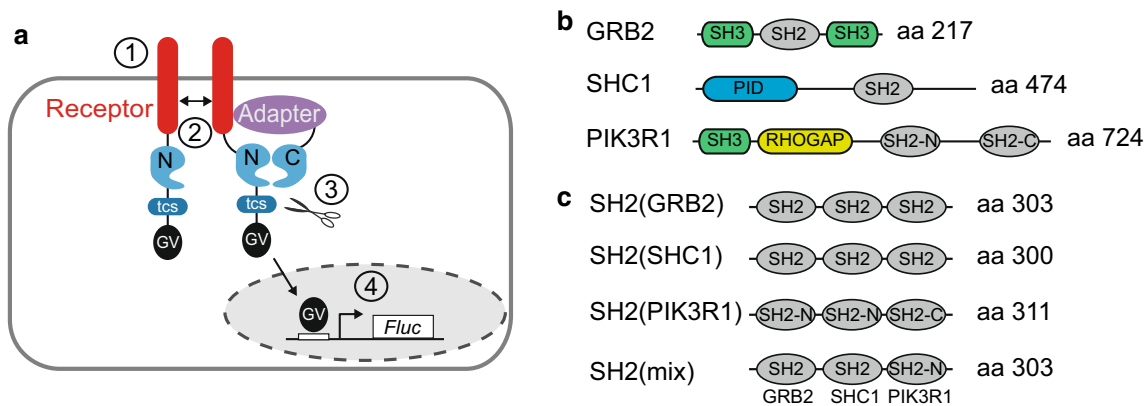 a
1
Receptor
2
Adapter
N
N
C
tcs
tcs
3
GV
GV
4
GV
Fluc
b
GRB2 SH3 SH2 SH3 aa 217
SHC1 PID SH2 aa 474
PIK3R1 SH3 RHOGAP SH2-N SH2-C aa 724
c
SH2(GRB2) SH2 SH2 SH2 aa 303
SH2(SHC1) SH2 SH2 SH2 aa 300
SH2(PIK3R1) SH2-N SH2-N SH2-C aa 311
SH2(mix) SH2 SH2 SH2-N aa 303
GRB2 SHC1 PIK3R1